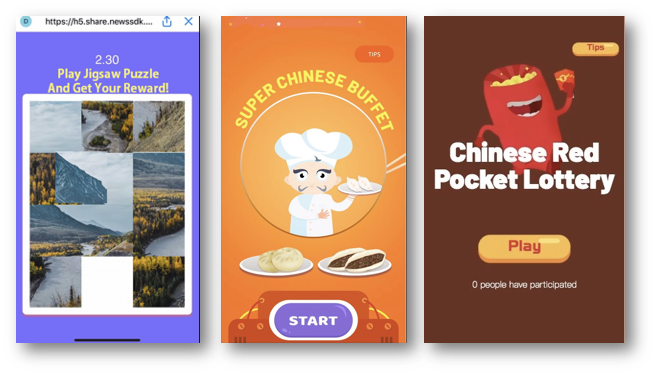 D
https://h5.share.newssdk....
2.30
Play Jigsaw Puzzle
And Get Your Reward!
TIPS
SUPER CHINESE BUFFET
START
Tips
Chinese Red
Pocket Lottery
Play
0 people have participated